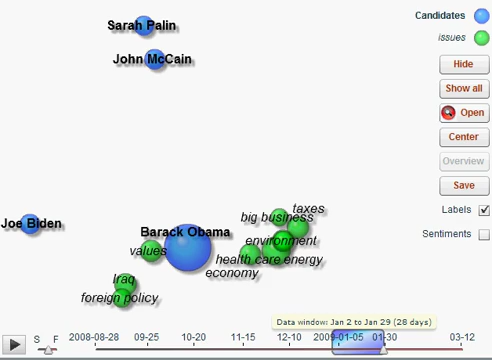 Sarah Palin
John McCain
Joe Biden
Barack Obama
values
Iraq
foreign policy
taxes
big business
environment
health care energy
economy
Candidates
issues
Hide
Show all
Open
Center
Overview
Save
Labels
Sentiments
Data window: Jan 2 to Jan 29 (28 days)
S F 2008-08-28 09-25 10-20 11-15 12-10 2009-01-05 01-30 03-12